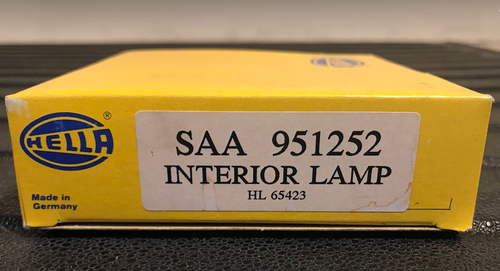 HELLA
®
Made in
Germany
SAA 951252
INTERIOR LAMP
HL 65423